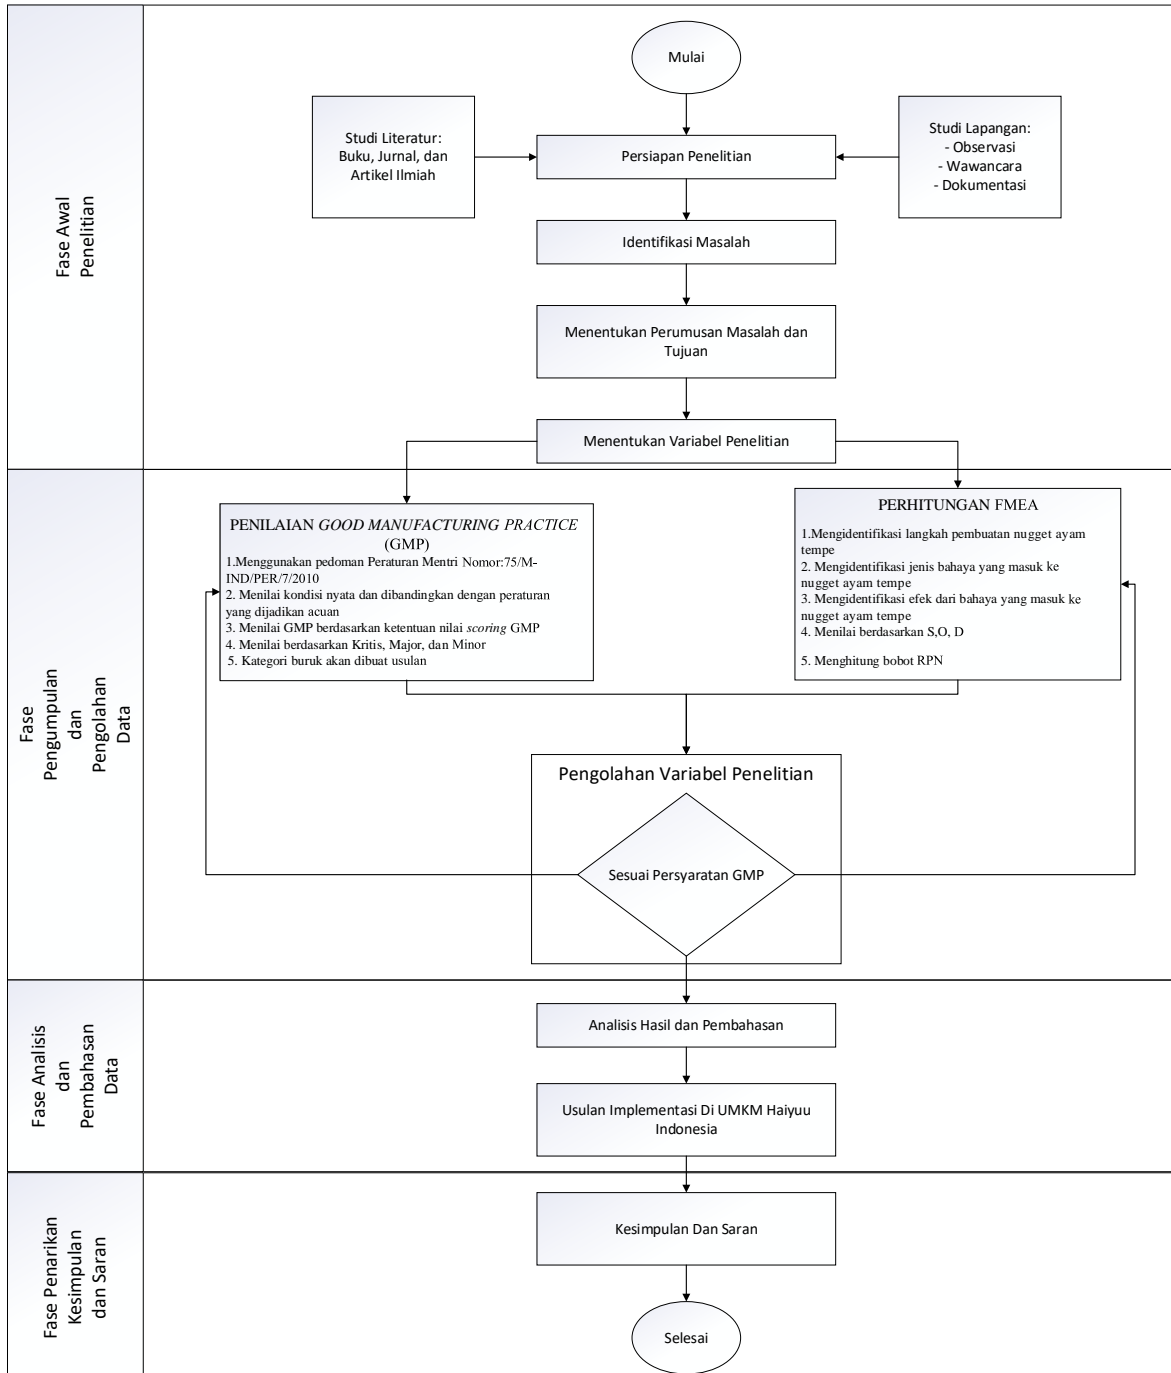 Fase Awal
Penelitian
Mulai
Studi Literatur:
Buku, Jurnal, dan
Artikel Ilmiah
Persiapan Penelitian
Studi Lapangan:
- Observasi
- Wawancara
- Dokumentasi
Identifikasi Masalah
Menentukan Perumusan Masalah dan
Tujuan
Menentukan Variabel Penelitian
Fase
Pengumpulan
dan
Pengolahan
Data
PENILAIAN GOOD MANUFACTURING PRACTICE
(GMP)
1.Menggunakan pedoman Peraturan Mentri Nomor:75/M-
IND/PER/7/2010
2. Menilai kondisi nyata dan dibandingkan dengan peraturan
yang dijadikan acuan
3. Menilai GMP berdasarkan ketentuan nilai scoring GMP
4. Menilai berdasarkan Kritis, Major, dan Minor
5. Kategori buruk akan dibuat usulan
PERHITUNGAN FMEA
1.Mengidentifikasi langkah pembuatan nugget ayam
tempe
2. Mengidentifikasi jenis bahaya yang masuk ke
nugget ayam tempe
3. Mengidentifikasi efek dari bahaya yang masuk ke
nugget ayam tempe
4. Menilai berdasarkan S,O, D
5. Menghitung bobot RPN
Pengolahan Variabel Penelitian
Sesuai Persyaratan GMP
Fase Analisis
dan
Pembahasan
Data
Analisis Hasil dan Pembahasan
Usulan Implementasi Di UMKM Haiyuu
Indonesia
Fase Penarikan
Kesimpulan
dan Saran
Kesimpulan Dan Saran
Selesai